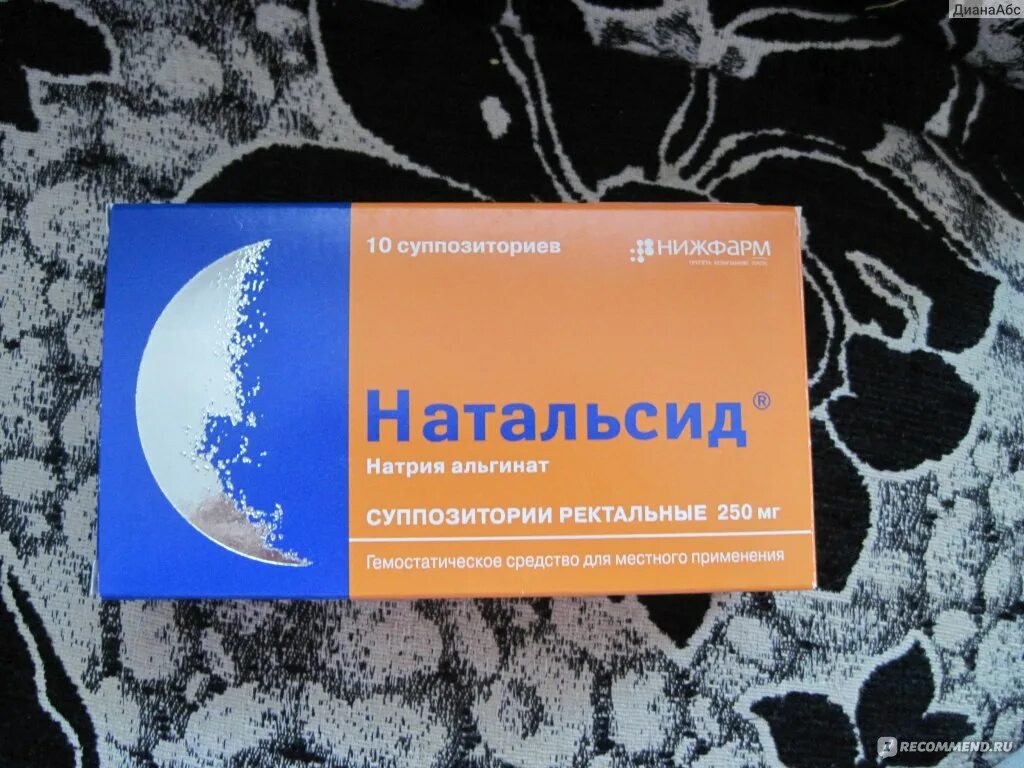 ДианаАбс
10 суппозиториев
НИЖФАРМ
Натальсид®
Натрия альгинат
СУППОЗИТОРИИ РЕКТАЛЬНЫЕ 250 мг
Гемостатическое средство для местного применения
RECOMMEND.RU